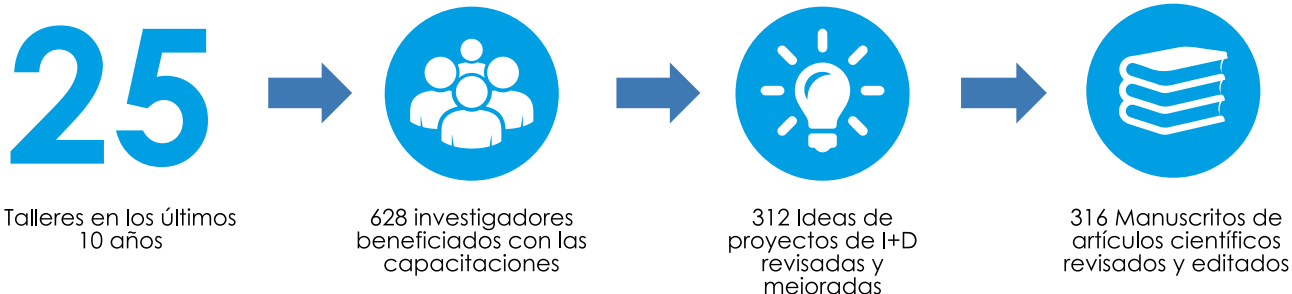 25
Talleres en los últimos
10 años
628 investigadores
beneficiados con las
capacitaciones
312 Ideas de
proyectos de I+D
revisadas y
mejoradas
316 Manuscritos de
artículos científicos
revisados y editados